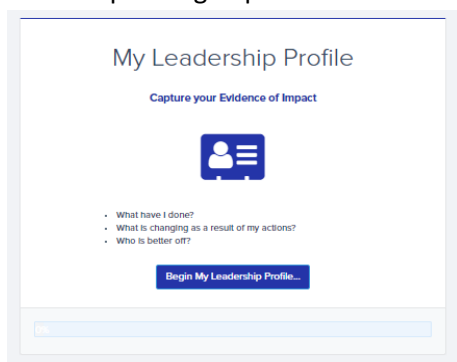 My Leadership Profile
Capture your Evidence of Impact
• What have I done?
• What is changing as a result of my actions?
• Who is better off?
Begin My Leadership Profile...
0%